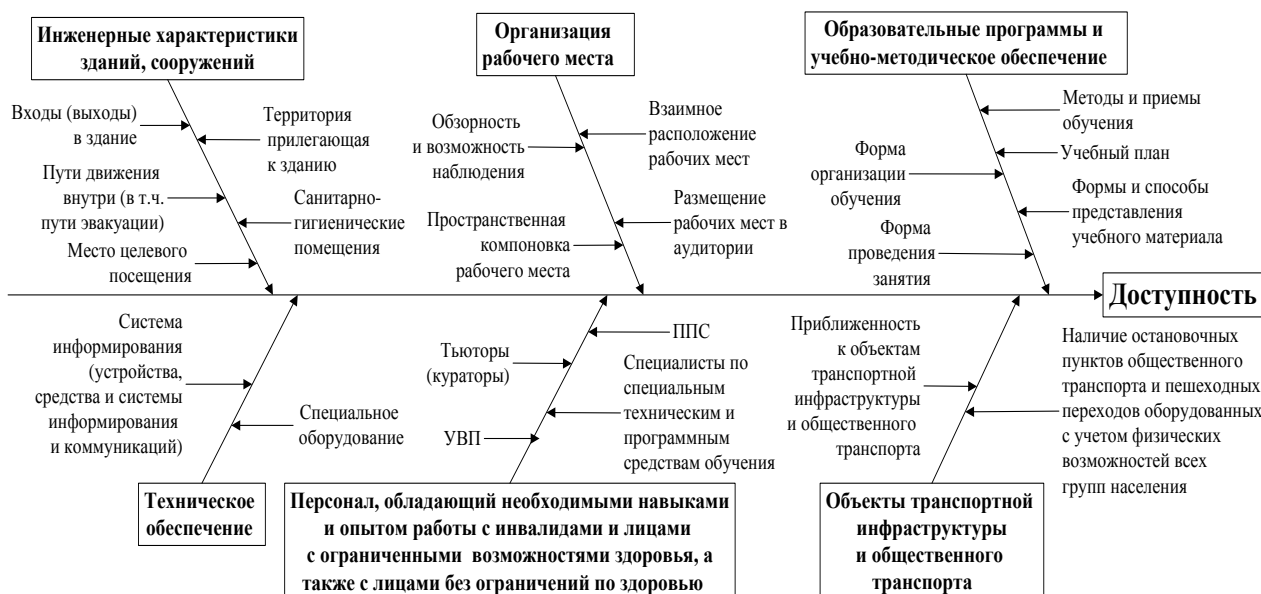 Инженерные характеристики
зданий, сооружений
Организация
рабочего места
Образовательные программы и
учебно-методическое обеспечение
Входы (выходы)
в здание
Территория
прилегающая
к зданию
Пути движения
внутри (в т.ч.
пути эвакуации)
Санитарно-
гигиенические
помещения
Место целевого
посещения
Обзорность
и возможность
наблюдения
Взаимное
расположение
рабочих мест
Пространственная
компоновка
рабочего места
Размещение
рабочих мест в
аудитории
Методы и приемы
обучения
Форма
организации
обучения
Учебный план
Формы и способы
представления
учебного материала
Форма
проведения
занятия
Доступность
Система
информирования
(устройства,
средства и системы
информирования
и коммуникаций)
Специальное
оборудование
Тьюторы
(кураторы)
ППС
Специалисты по
специальным
техническим и
программным
средствам обучения
УВП
Приближенность
к объектам
транспортной
инфраструктуры
и общественного
транспорта
Наличие остановочных
пунктов общественного
транспорта и пешеходных
переходов оборудованных
с учетом физических
возможностей всех
групп населения
Техническое
обеспечение
Персонал, обладающий необходимыми навыками
и опытом работы с инвалидами и лицами
с ограниченными возможностями здоровья, а
также с лицами без ограничений по здоровью
Объекты транспортной
инфраструктуры
и общественного
транспорта